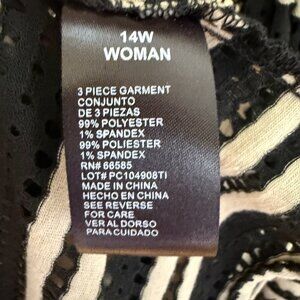 14W
WOMAN
3 PIECE GARMENT
CONJUNTO
DE 3 PIEZAS
99% POLYESTER
1% SPANDEX
99% POLIESTER
1% SPANDEX
RN# 66585
LOT# PC104908TI
MADE IN CHINA
HECHO EN CHINA
SEE REVERSE
FOR CARE
VER AL DORSO
PARA CUIDADO